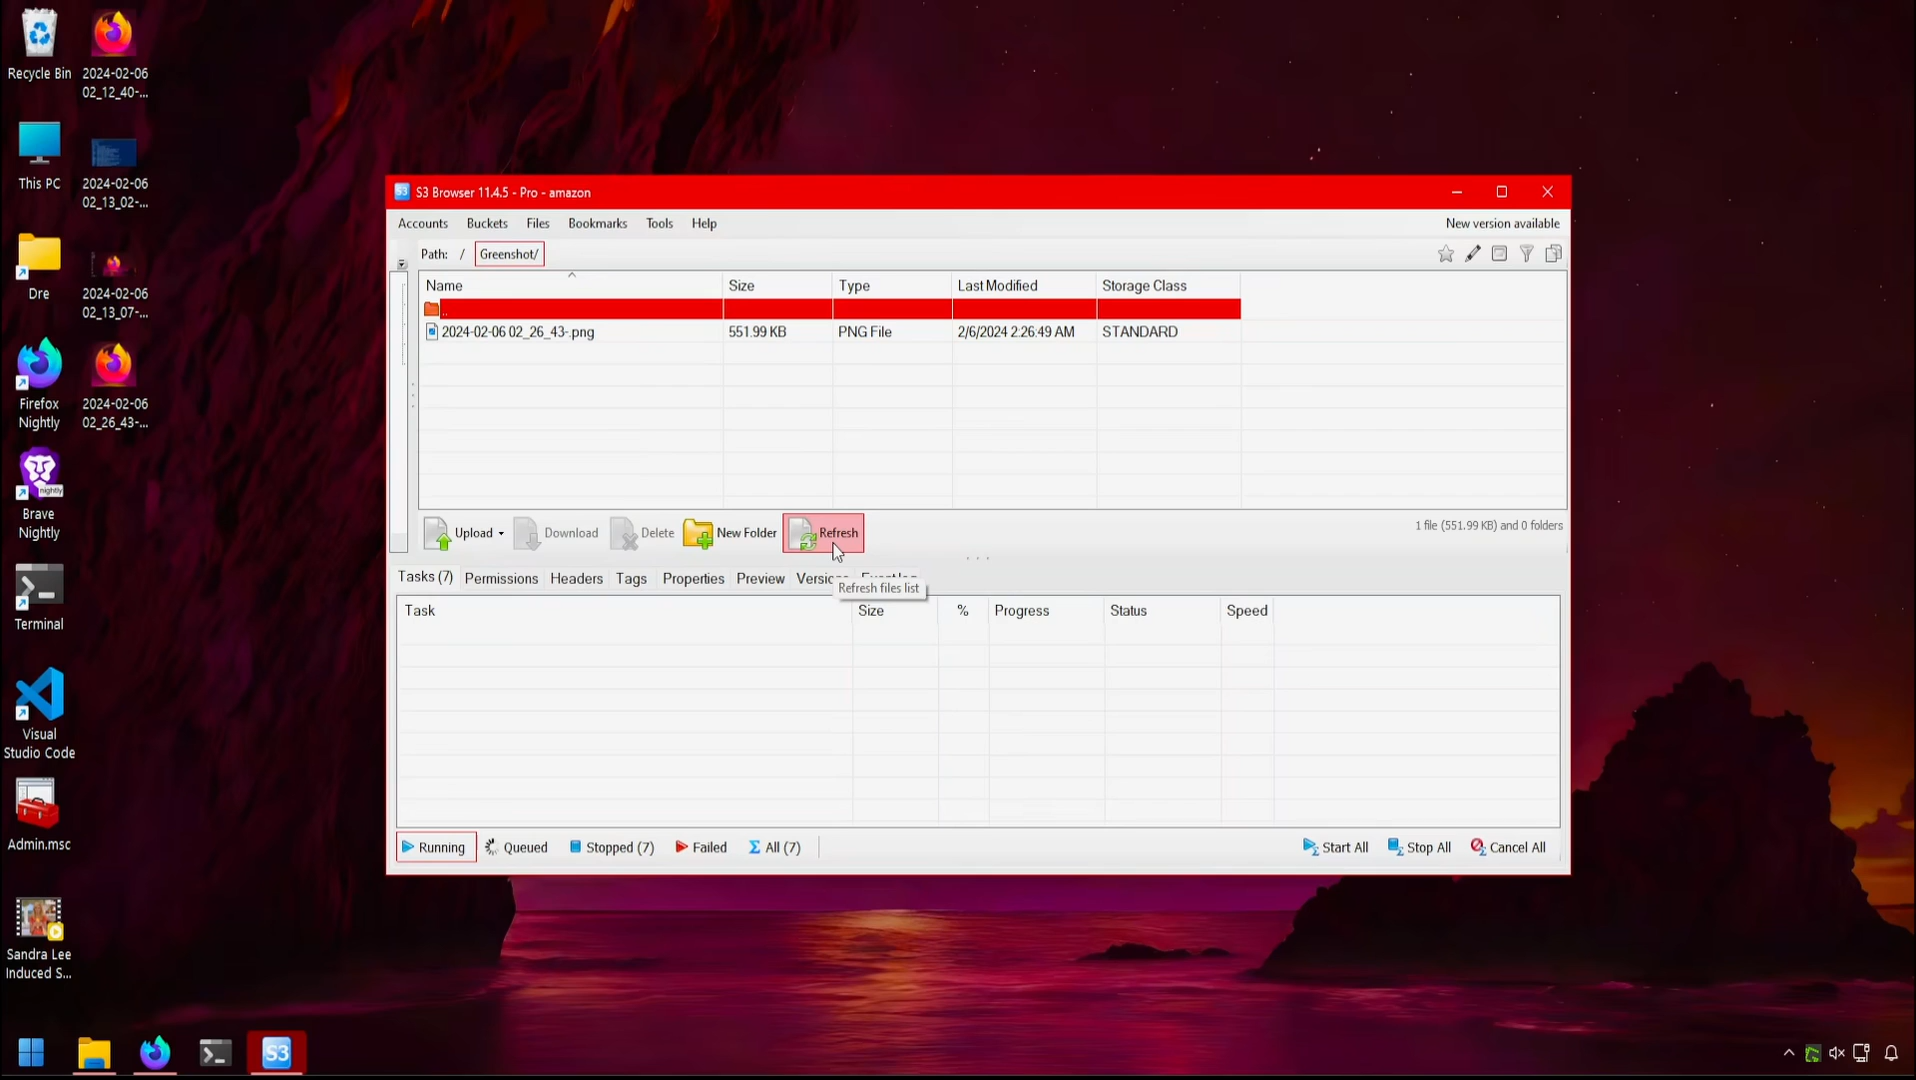 Recycle Bin
2024-02-06
02_12_40-...
This PC
2024-02-06
02_13_02-...
Dre
2024-02-06
02_13_07-...
Firefox
Nightly
2024-02-06
02_26_43-...
nightly
Brave
Nightly
Terminal
Visual
Studio Code
Admin.msc
Sandra Lee
Induced S...
S3 Browser 11.4.5 - Pro - amazon
Accounts Buckets Files Bookmarks Tools Help New version available
Path: / Greenshot/
Name Size Type Last Modified Storage Class
..
2024-02-06 02_26_43-.png 551.99 KB PNG File 2/6/2024 2:26:49 AM STANDARD
Upload Download Delete New Folder Refresh 1 file (551.99 KB) and 0 folders
Tasks (7) Permissions Headers Tags Properties Preview
Refresh files list
Task Size % Progress Status Speed
Running Queued Stopped (7) Failed All (7) Start All Stop All Cancel All
S3